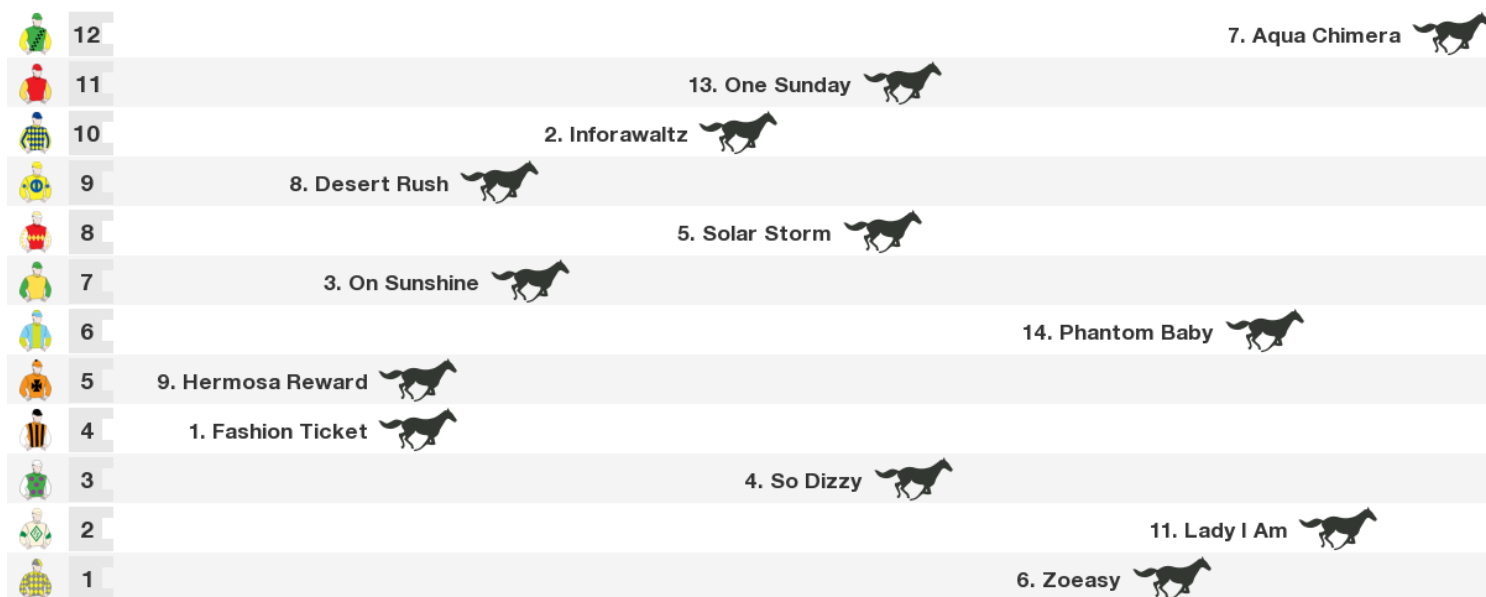 12 7. Aqua Chimera
11 13. One Sunday
10 2. Inforawaltz
9 8. Desert Rush
8 5. Solar Storm
7 3. On Sunshine
6 14. Phantom Baby
5 9. Hermosa Reward
4 1. Fashion Ticket
3 4. So Dizzy
2 11. Lady I Am
1 6. Zoeasy